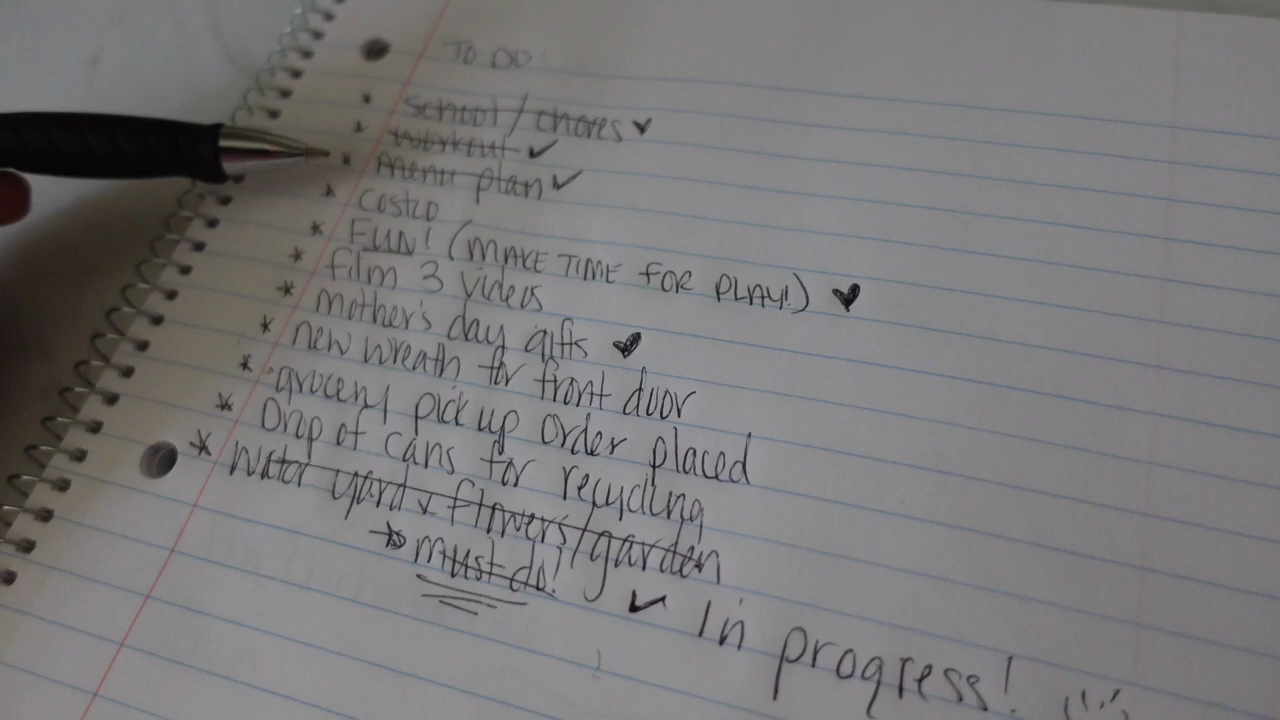 TO DO
* school / chores ✓
* workout ✓
* menu plan ✓
* costco
* FUN! (MAKE TIME FOR PLAY!) ♥
* film 3 videos
* mother's day gifts ♥
* new wreath for front door
* grocery pick up order placed
* Drop of cans for recycling
* water yard & flowers/garden
→ must do!
✓ In progress!